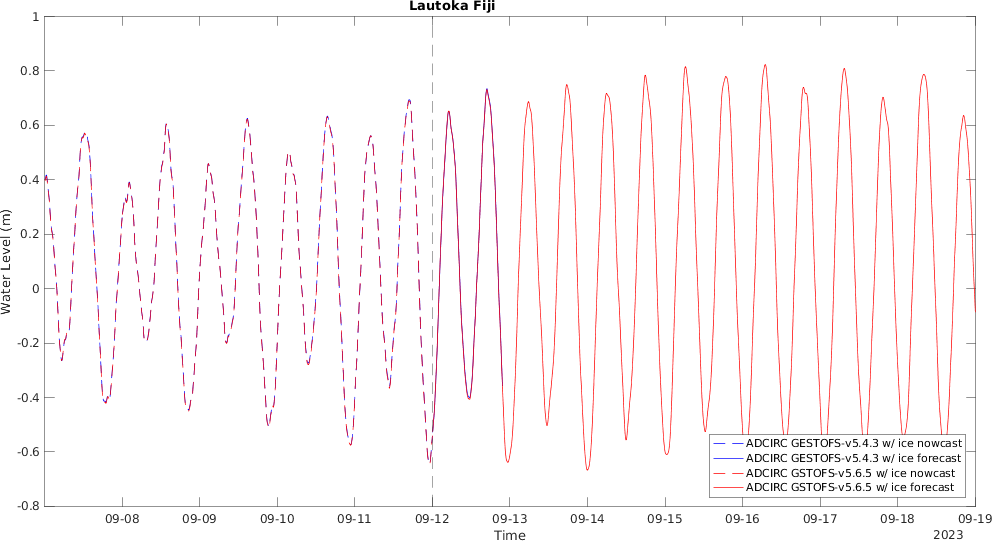 Lautoka Fiji
1
0.8
0.6
0.4
0.2
0
-0.2
-0.4
-0.6
-0.8
Water Level (m)
ADCIRC GESTOFS-v5.4.3 w/ ice nowcast
ADCIRC GESTOFS-v5.4.3 w/ ice forecast
ADCIRC GSTOFS-v5.6.5 w/ ice nowcast
ADCIRC GSTOFS-v5.6.5 w/ ice forecast
09-08 09-09 09-10 09-11 09-12 09-13 09-14 09-15 09-16 09-17 09-18 09-19
Time
2023